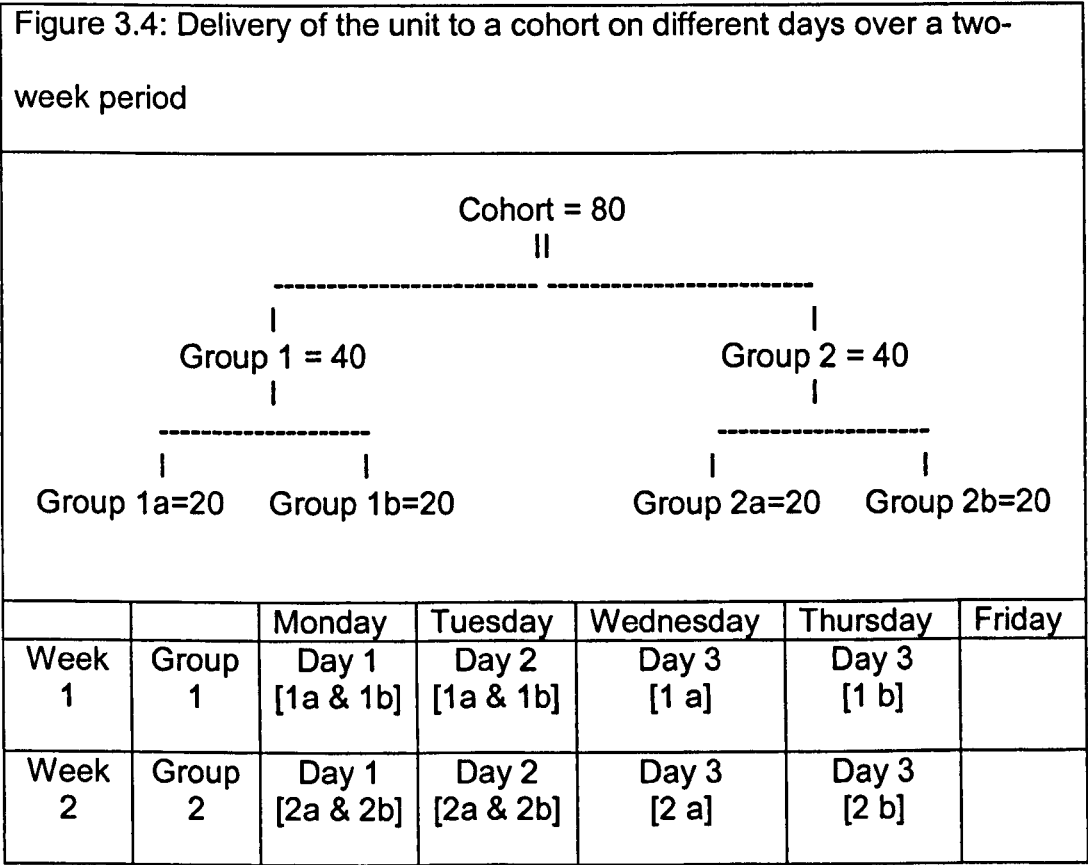 Figure 3.4: Delivery of the unit to a cohort on different days over a two-
week period
Cohort = 80
Group 1 = 40 Group 2 = 40
Group 1a=20 Group 1b=20 Group 2a=20 Group 2b=20
Monday Tuesday Wednesday Thursday Friday
Week Group Day 1 Day 2 Day 3 Day 3
1 1 [1a & 1b] [1a & 1b] [1 a] [1 b]
Week Group Day 1 Day 2 Day 3 Day 3
2 2 [2a & 2b] [2a & 2b] [2 a] [2 b]